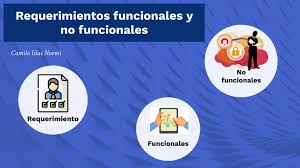 Requerimientos funcionales y
no funcionales
Camilo Islas Noemi
No
funcionales
Requerimiento
Funcionales